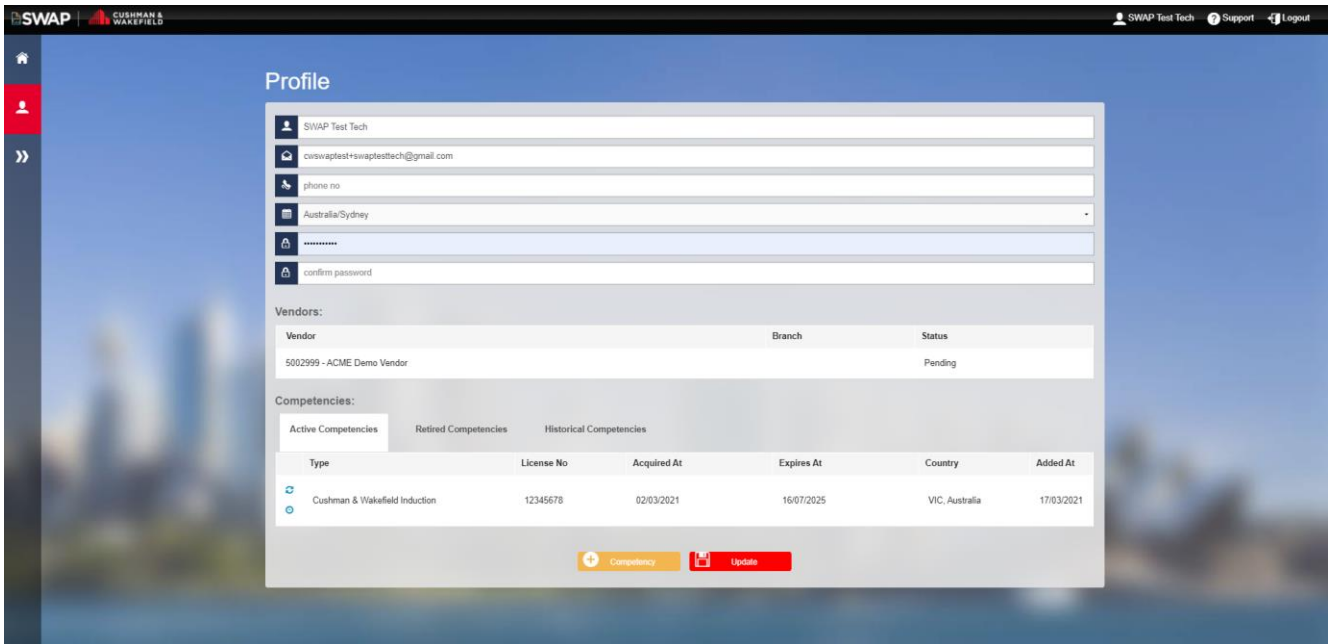 SWAP CUSHMAN & WAKEFIELD SWAP Test Tech Support Logout
Profile
SWAP Test Tech
cwswaptest+swaptesttech@gmail.com
phone no
Australia/Sydney
confirm password
Vendors:
Vendor Branch Status
5002999 - ACME Demo Vendor Pending
Competencies:
Active Competencies Retired Competencies Historical Competencies
Type License No Acquired At Expires At Country Added At
Cushman & Wakefield Induction 12345678 02/03/2021 16/07/2025 VIC, Australia 17/03/2021
Competency Update